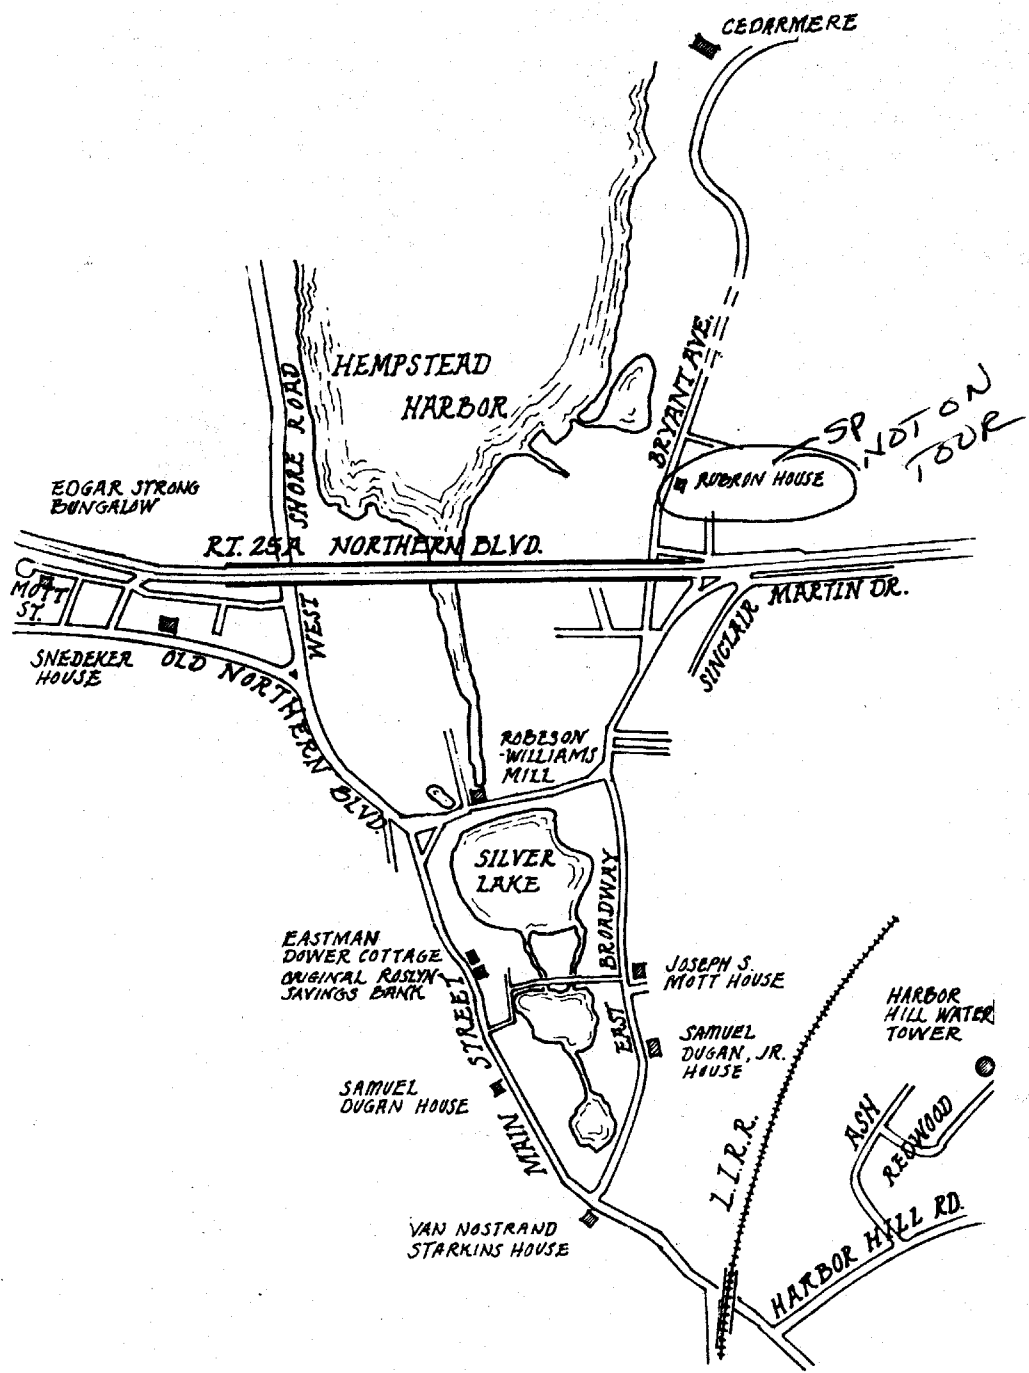 CEDARMERE
HEMPSTEAD
HARBOR
SHORE ROAD
BRYANT AVE.
SP
NOT ON
TOUR
RUBRON HOUSE
EDGAR STRONG
BUNGALOW
RT. 25A NORTHERN BLVD.
MOTT
ST.
WEST
MARTIN DR.
SINCLAIR
SNEDEKER
HOUSE
OLD NORTHERN BLVD.
ROBESON
-WILLIAMS
MILL
SILVER
LAKE
BROADWAY
EASTMAN
DOWER COTTAGE
ORIGINAL ROSLYN
SAVINGS BANK
STREET
JOSEPH S.
MOTT HOUSE
HARBOR
HILL WATER
TOWER
EAST
SAMUEL
DUGAN, JR.
HOUSE
SAMUEL
DUGAN HOUSE
MAIN
L.I.R.R.
ASH
REDWOOD
VAN NOSTRAND
STARKINS HOUSE
HARBOR HILL RD.